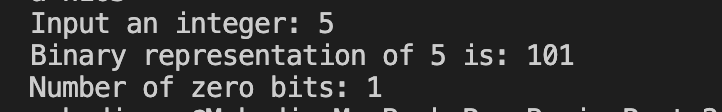 Input an integer: 5
Binary representation of 5 is: 101
Number of zero bits: 1